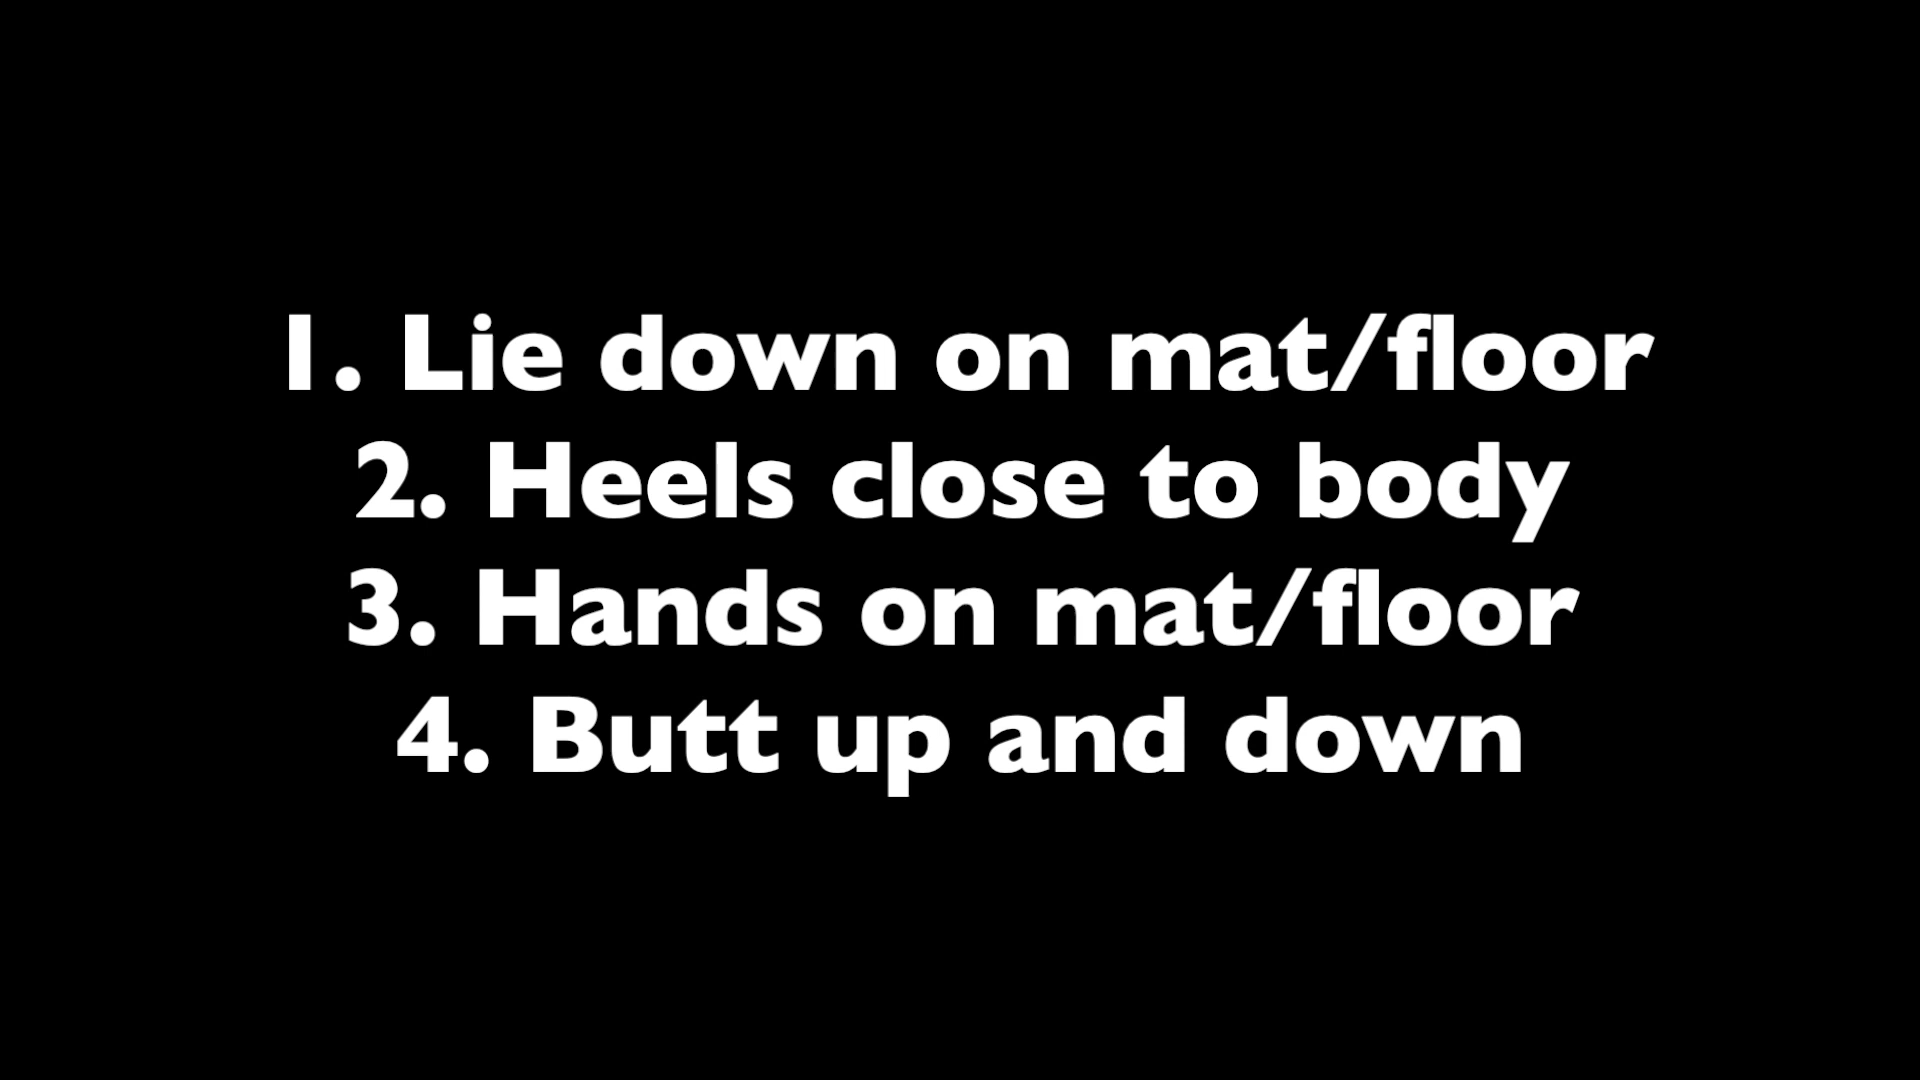 1. Lie down on mat/floor
2. Heels close to body
3. Hands on mat/floor
4. Butt up and down